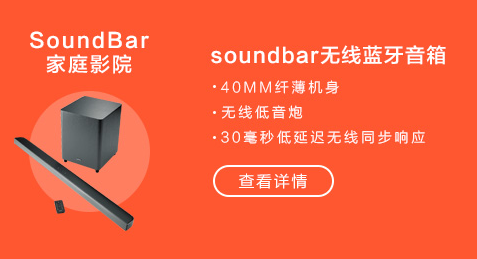 SoundBar
家庭影院
soundbar无线蓝牙音箱
·40MM纤薄机身
·无线低音炮
·30毫秒低延迟无线同步响应
查看详情